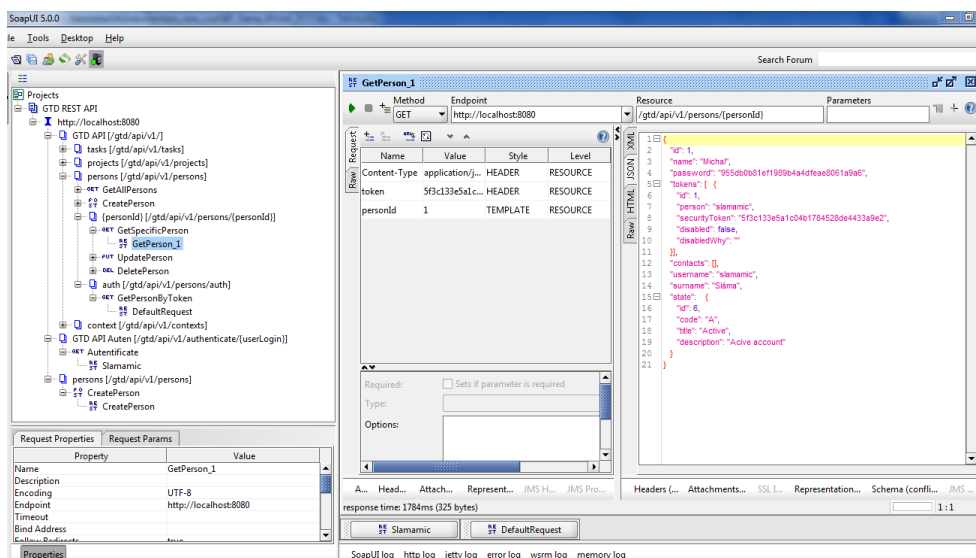 SoapUI 5.0.0
le Tools Desktop Help
Search Forum
Projects
GTD REST API
http://localhost:8080
GTD API [/gtd/api/v1/]
tasks [/gtd/api/v1/tasks]
projects [/gtd/api/v1/projects]
persons [/gtd/api/v1/persons]
GET GetAllPersons
CreatePerson
{personId} [/gtd/api/v1/persons/{personId}]
GET GetSpecificPerson
REST GetPerson_1
PUT UpdatePerson
DEL DeletePerson
auth [/gtd/api/v1/persons/auth]
GET GetPersonByToken
REST DefaultRequest
context [/gtd/api/v1/contexts]
GTD API Auten [/gtd/api/v1/authenticate/{userLogin}]
GET Autentificate
REST Slamamic
persons [/gtd/api/v1/persons]
CreatePerson
REST CreatePerson
Request Properties Request Params
Property Value
Name GetPerson_1
Description
Encoding UTF-8
Endpoint http://localhost:8080
Timeout
Bind Address
Follow Redirects true
Properties
REST GetPerson_1
Method Endpoint Resource Parameters
GET http://localhost:8080 /gtd/api/v1/persons/{personId}
Request
Raw
Name Value Style Level
Content-Type application/j... HEADER RESOURCE
token 5f3c133e5a1c... HEADER RESOURCE
personId 1 TEMPLATE RESOURCE
Required: Sets if parameter is required
Type:
Options:
A... Head... Attach... Represent... JMS H... JMS Pro...
XML
JSON
HTML
Raw
1 {
2 "id": 1,
3 "name": "Michal",
4 "password": "955db0b81ef1989b4a4dfeae8061a9a6",
5 "tokens": [ {
6 "id": 1,
7 "person": "slamamic",
8 "securityToken": "5f3c133e5a1c04b1784528de4433a9e2",
9 "disabled": false,
10 "disabledWhy": ""
11 }],
12 "contacts": [],
13 "username": "slamamic",
14 "surname": "Sláma",
15 "state": {
16 "id": 6,
17 "code": "A",
18 "title": "Active",
19 "description": "Acive account"
20 }
21 }
Headers (... Attachments... SSL I... Representation... Schema (confli... JMS ...
response time: 1784ms (325 bytes) 1 : 1
REST Slamamic REST DefaultRequest
SoapUI log http log jetty log error log wsrm log memory log